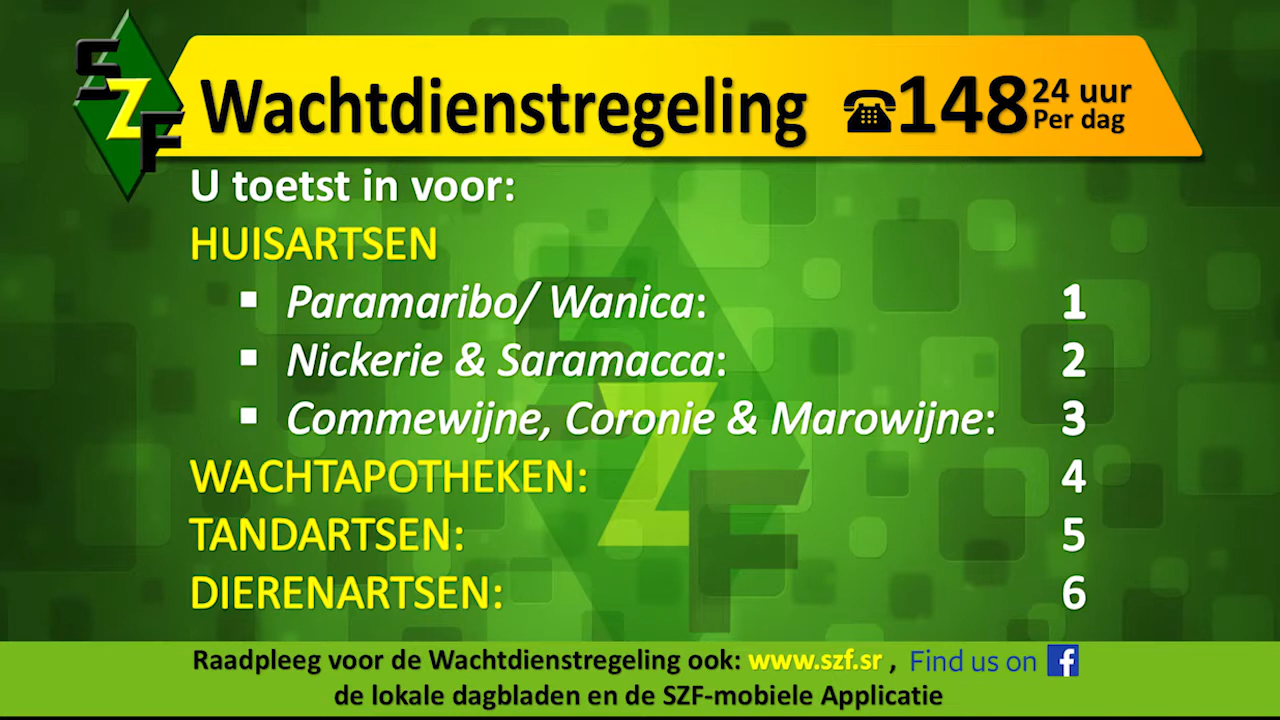 SZF
Wachtdienstregeling ☎148 24 uur
Per dag
U toetst in voor:
HUISARTSEN
▪ Paramaribo/ Wanica: 1
▪ Nickerie & Saramacca: 2
▪ Commewijne, Coronie & Marowijne: 3
WACHTAPOTHEKEN: 4
TANDARTSEN: 5
DIERENARTSEN: 6
SZF
Raadpleeg voor de Wachtdienstregeling ook: www.szf.sr , Find us on f
de lokale dagbladen en de SZF-mobiele Applicatie